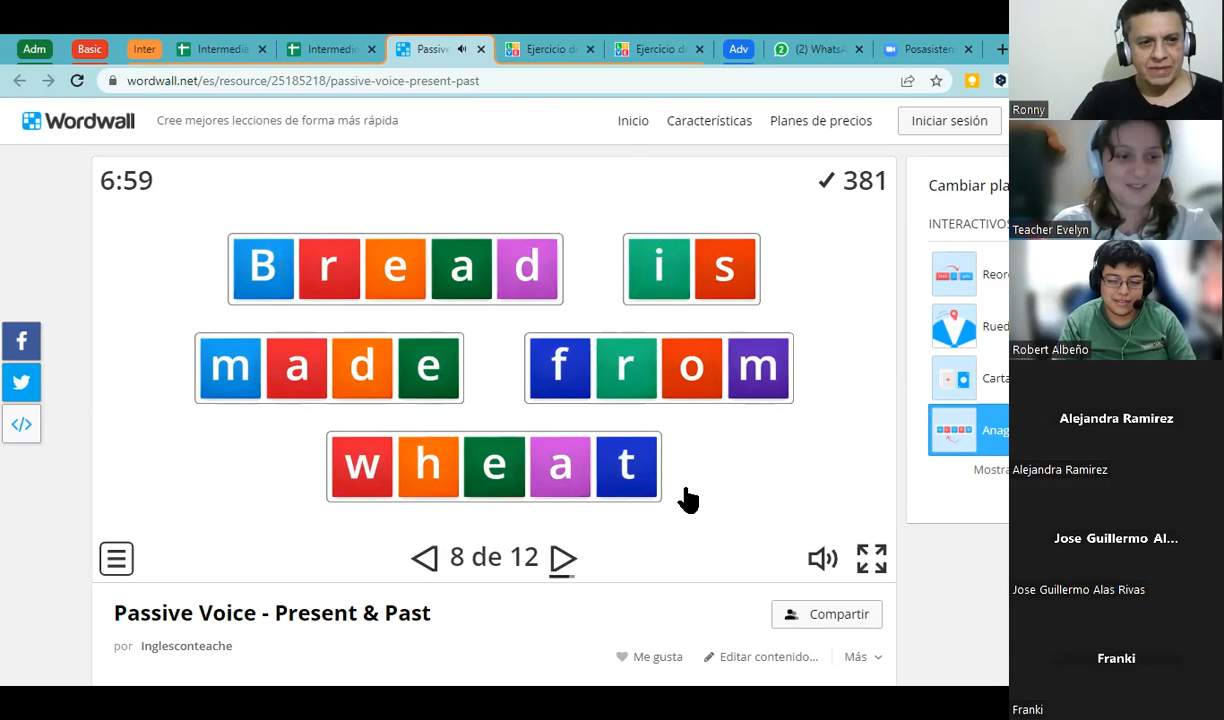 Adm Basic Inter Intermedia Intermedio Passive Ejercicio de Ejercicio de Adv (2) WhatsA Posasisten
wordwall.net/es/resource/25185218/passive-voice-present-past
Wordwall Cree mejores lecciones de forma más rápida Inicio Características Planes de precios Iniciar sesión
6:59 381
Bread is
made from
wheat
8 de 12
Passive Voice - Present & Past
Compartir
por Inglesconteache
Me gusta Editar contenido... Más
Cambiar pla
INTERACTIVOS
Reor
Rued
Carta
Anag
Mostra
Ronny
Teacher Evelyn
Robert Albeño
Alejandra Ramirez
Alejandra Ramirez
Jose Guillermo Al...
Jose Guillermo Alas Rivas
Franki
Franki